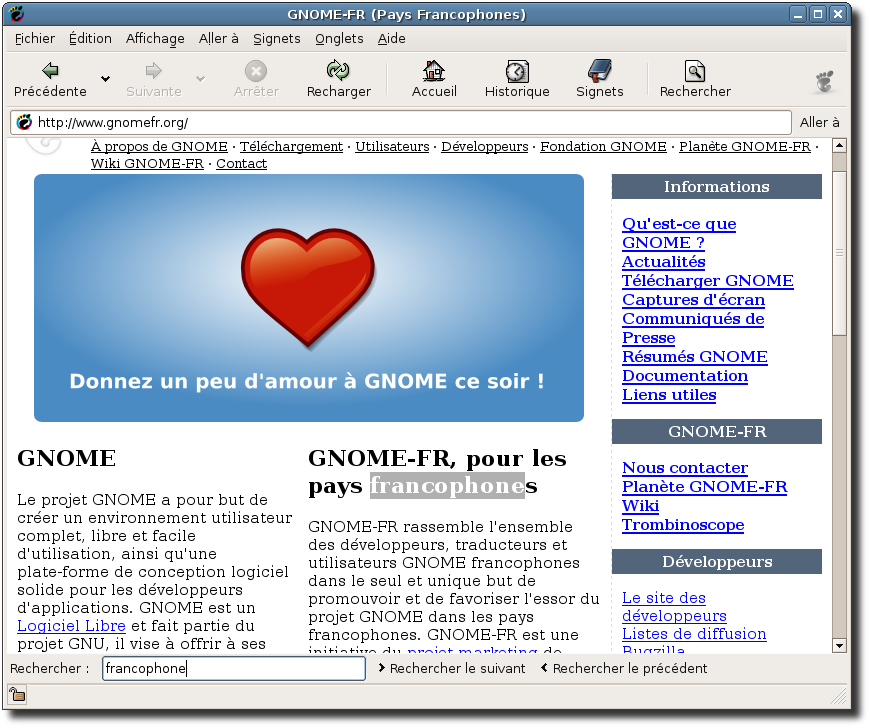 GNOME-FR (Pays Francophones)
Fichier Édition Affichage Aller à Signets Onglets Aide
Précédente Suivante Arrêter Recharger Accueil Historique Signets Rechercher
http://www.gnomefr.org/ Aller à
À propos de GNOME · Téléchargement · Utilisateurs · Développeurs · Fondation GNOME · Planète GNOME-FR ·
Wiki GNOME-FR · Contact
Donnez un peu d'amour à GNOME ce soir !
GNOME
Le projet GNOME a pour but de
créer un environnement utilisateur
complet, libre et facile
d'utilisation, ainsi qu'une
plate-forme de conception logiciel
solide pour les développeurs
d'applications. GNOME est un
Logiciel Libre et fait partie du
projet GNU, il vise à offrir à ses
GNOME-FR, pour les
pays francophones
GNOME-FR rassemble l'ensemble
des développeurs, traducteurs et
utilisateurs GNOME francophones
dans le seul et unique but de
promouvoir et de favoriser l'essor du
projet GNOME dans les pays
francophones. GNOME-FR est une
initiative du projet marketing de
Informations
Qu'est-ce que
GNOME ?
Actualités
Télécharger GNOME
Captures d'écran
Communiqués de
Presse
Résumés GNOME
Documentation
Liens utiles
GNOME-FR
Nous contacter
Planète GNOME-FR
Wiki
Trombinoscope
Développeurs
Le site des
développeurs
Listes de diffusion
Bugzilla
Rechercher : francophone Rechercher le suivant Rechercher le précédent